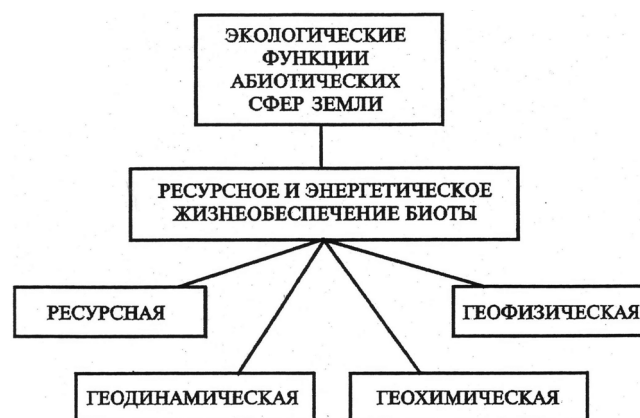 ЭКОЛОГИЧЕСКИЕ
ФУНКЦИИ
АБИОТИЧЕСКИХ
СФЕР ЗЕМЛИ
РЕСУРСНОЕ И ЭНЕРГЕТИЧЕСКОЕ
ЖИЗНЕОБЕСПЕЧЕНИЕ БИОТЫ
РЕСУРСНАЯ
ГЕОФИЗИЧЕСКАЯ
ГЕОДИНАМИЧЕСКАЯ
ГЕОХИМИЧЕСКАЯ